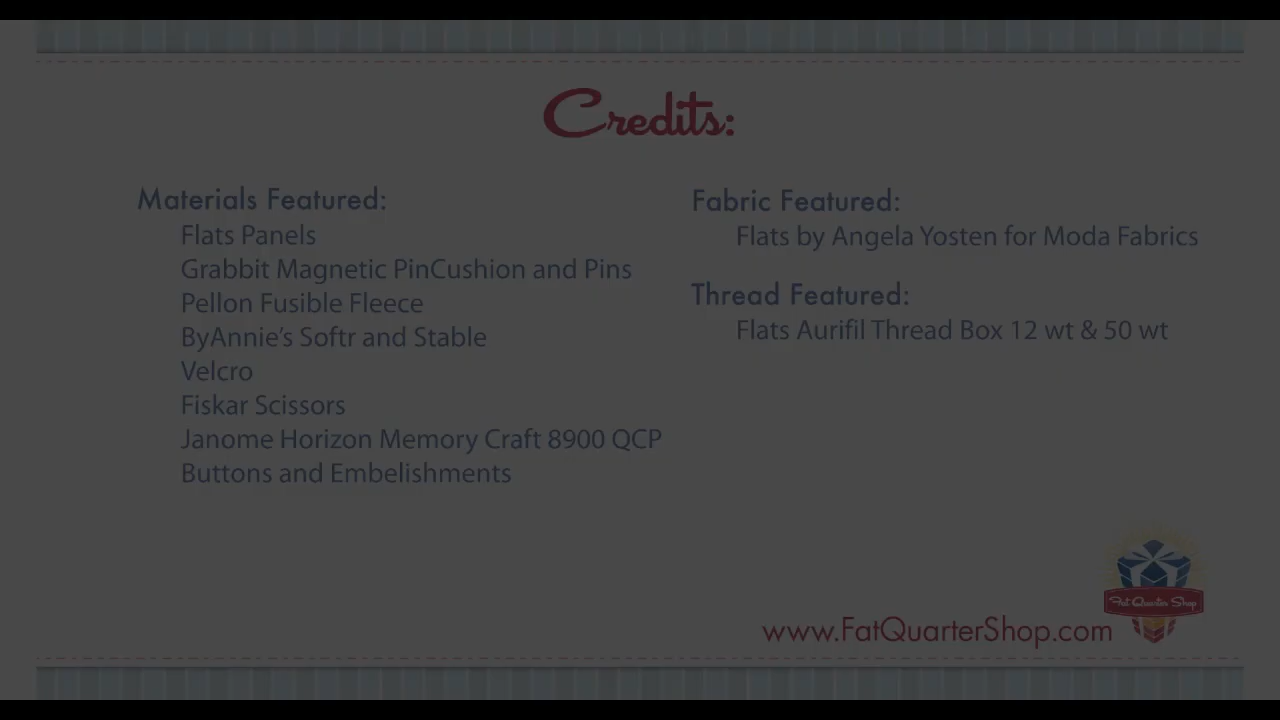 Credits:
Materials Featured:
Flats Panels
Grabbit Magnetic PinCushion and Pins
Pellon Fusible Fleece
ByAnnie's Softr and Stable
Velcro
Fiskar Scissors
Janome Horizon Memory Craft 8900 QCP
Buttons and Embelishments
Fabric Featured:
Flats by Angela Yosten for Moda Fabrics
Thread Featured:
Flats Aurifil Thread Box 12 wt & 50 wt
Fat Quarter Shop
www.FatQuarterShop.com